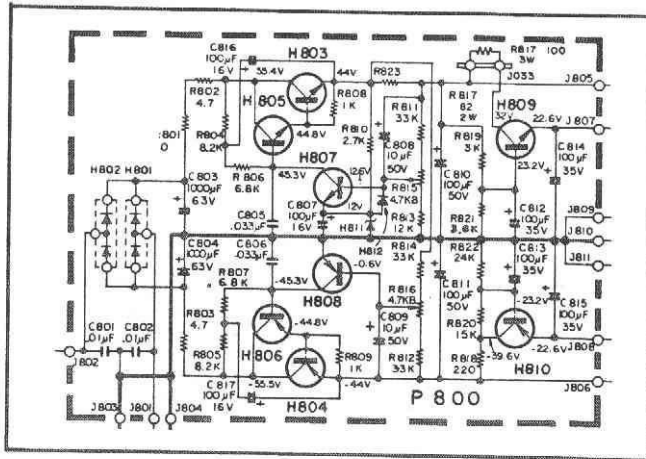 C816
100μF
16V
55.4V
H803
44V
R823
R817 100
3W
J033
J805
R802
4.7
H805
R808
1K
R811
33K
R817
82
2W
32V
H809
22.6V
J807
R804
8.2K
44.8V
R810
2.7K
C808
10μF
50V
R819
3K
23.2V
C814
100μF
35V
H802 H801
C803
1000μF
63V
R806
6.8K
45.3V
H807
12.6V
R815
4.7KB
C810
100μF
50V
C805
.033μF
C807
100μF
16V
12V
H811
R813
12K
R821
3.6K
C812
100μF
35V
J809
J810
C804
1000μF
63V
C806
.033μF
H812
-0.6V
R814
33K
R822
24K
C813
100μF
35V
J811
R807
6.8K
-45.3V
H808
R816
4.7KB
C811
100μF
50V
-23.2V
C815
100μF
35V
C801
.01μF
C802
.01μF
R803
4.7
-44.8V
C809
10μF
50V
R820
15K
J802
R805
8.2K
H806
R809
1K
R812
33K
R818
220
-39.6V
-22.6V
J808
H810
J803 J801 J804
C817
100μF
16V
-55.5V
H804
-44V
P 800
J806